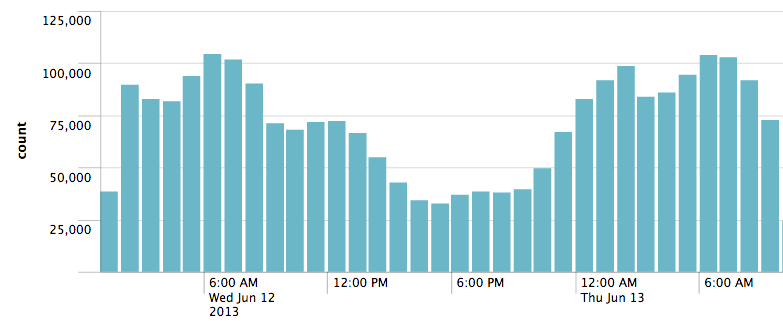 125,000
100,000
75,000
50,000
25,000
count
6:00 AM
Wed Jun 12
2013
12:00 PM
6:00 PM
12:00 AM
Thu Jun 13
6:00 AM